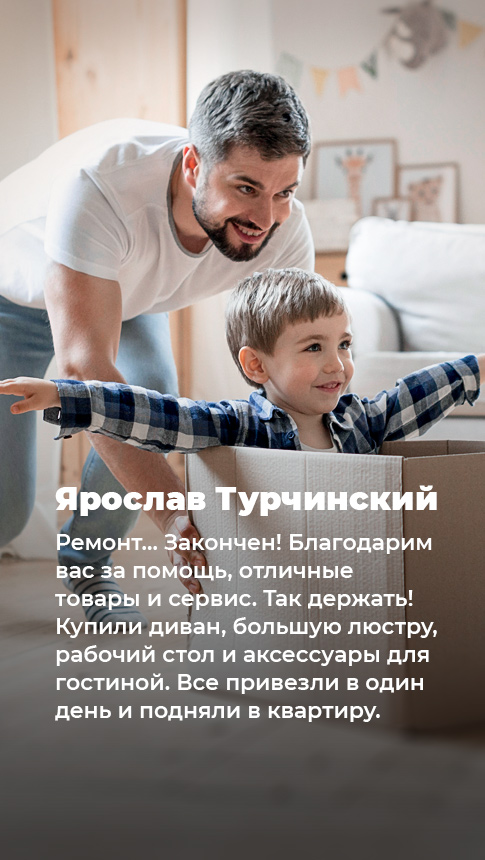 Ярослав Турчинский
Ремонт... Закончен! Благодарим
вас за помощь, отличные
товары и сервис. Так держать!
Купили диван, большую люстру,
рабочий стол и аксессуары для
гостиной. Все привезли в один
день и подняли в квартиру.